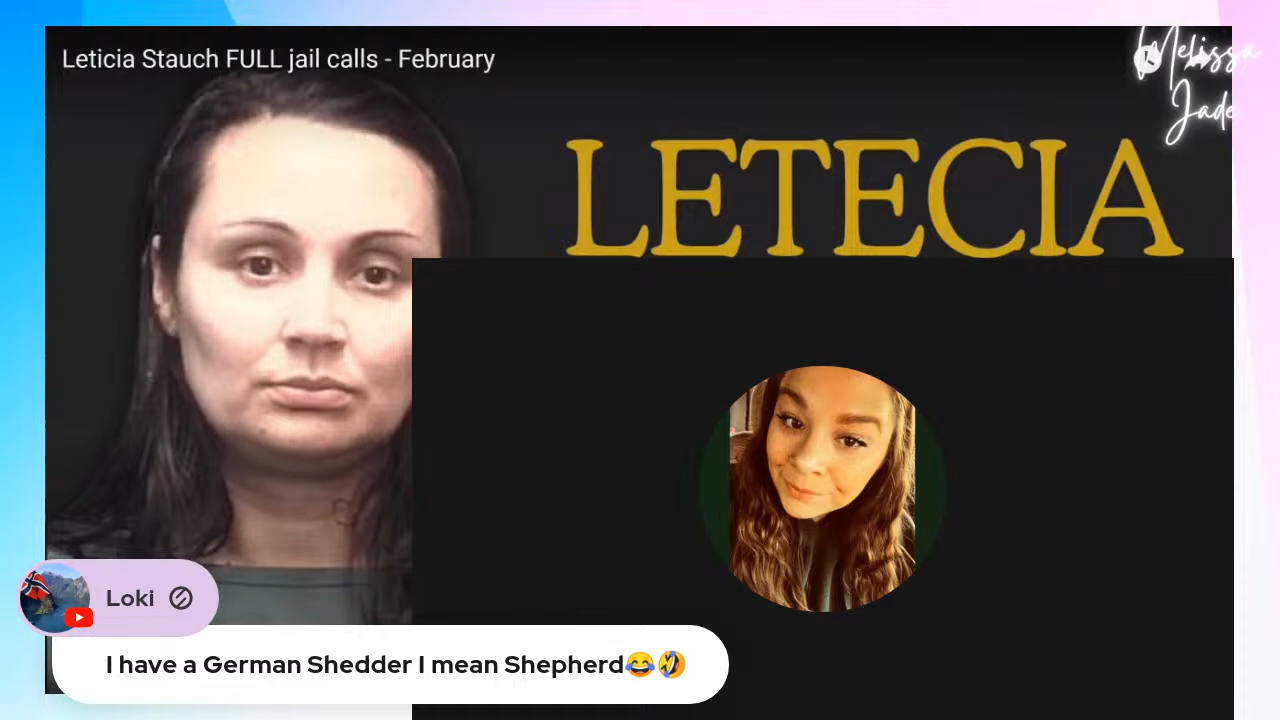 Leticia Stauch FULL jail calls - February
Melissa
Jade
LETECIA
Loki
I have a German Shedder I mean Shepherd😂🤣